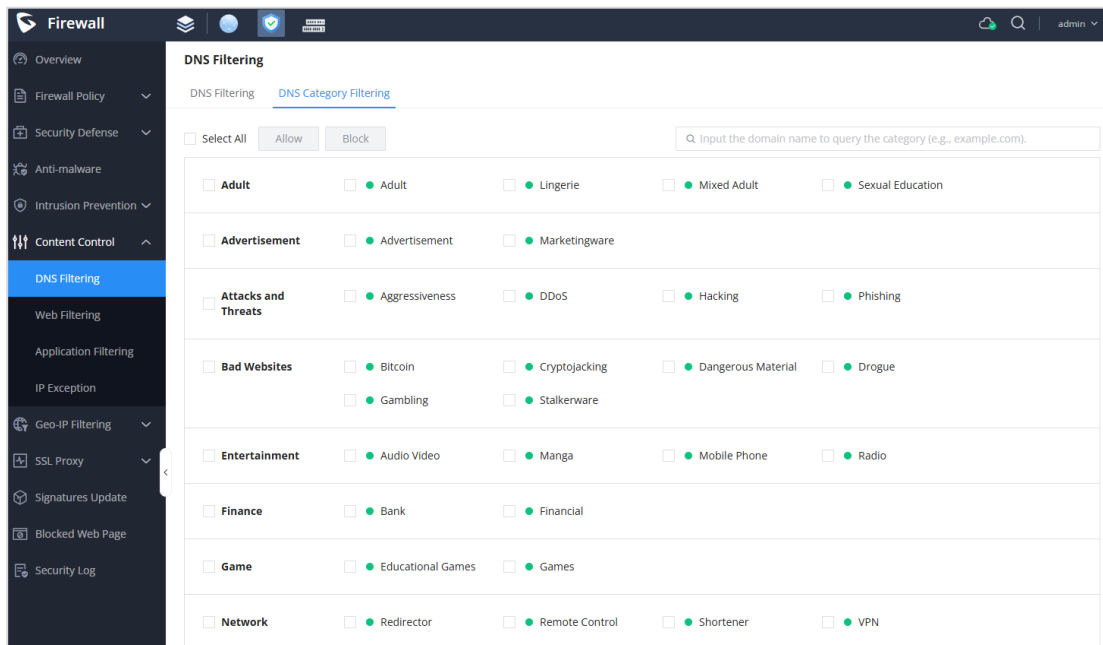 Firewall
admin
Overview
Firewall Policy
Security Defense
Anti-malware
Intrusion Prevention
Content Control
DNS Filtering
Web Filtering
Application Filtering
IP Exception
Geo-IP Filtering
SSL Proxy
Signatures Update
Blocked Web Page
Security Log
DNS Filtering
DNS Filtering DNS Category Filtering
Select All Allow Block Input the domain name to query the category (e.g., example.com).
Adult Adult Lingerie Mixed Adult Sexual Education
Advertisement Advertisement Marketingware
Attacks and
Threats
Aggressiveness DDoS Hacking Phishing
Bad Websites Bitcoin Cryptojacking Dangerous Material Drogue
Gambling Stalkerware
Entertainment Audio Video Manga Mobile Phone Radio
Finance Bank Financial
Game Educational Games Games
Network Redirector Remote Control Shortener VPN